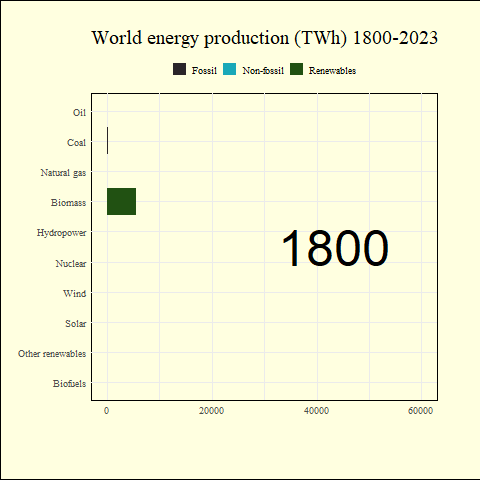 World energy production (TWh) 1800-2023
Fossil Non-fossil Renewables
Oil
Coal
Natural gas
Biomass
Hydropower
1800
Nuclear
Wind
Solar
Other renewables
Biofuels
0 20000 40000 60000